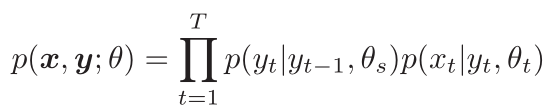 p(𝒙, 𝒚; θ) = ∏_{t=1}^{T} p(y_t|y_{t−1}, θ_s)p(x_t|y_t, θ_t)